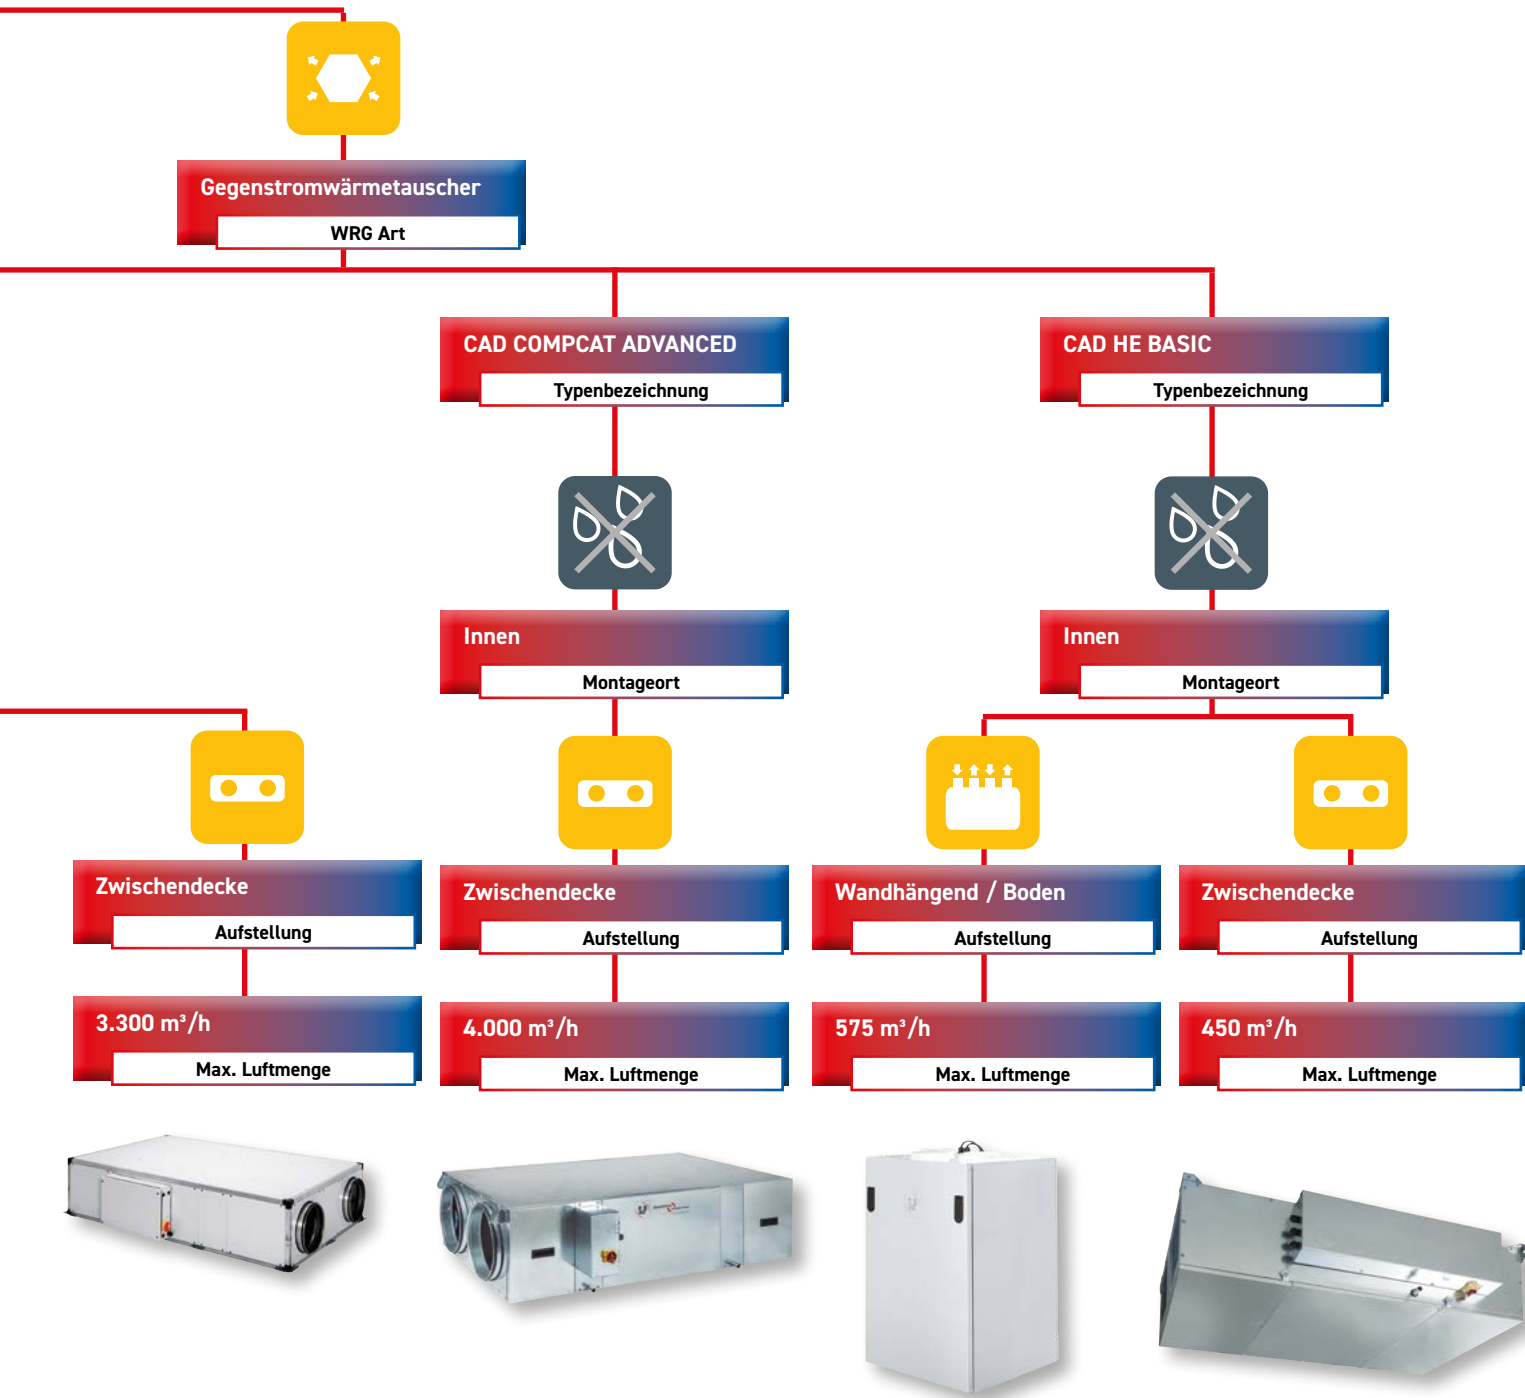 Gegenstromwärmetauscher
WRG Art
CAD COMPCAT ADVANCED
Typenbezeichnung
CAD HE BASIC
Typenbezeichnung
Innen
Montageort
Innen
Montageort
Zwischendecke
Aufstellung
Zwischendecke
Aufstellung
Wandhängend / Boden
Aufstellung
Zwischendecke
Aufstellung
3.300 m³/h
Max. Luftmenge
4.000 m³/h
Max. Luftmenge
575 m³/h
Max. Luftmenge
450 m³/h
Max. Luftmenge